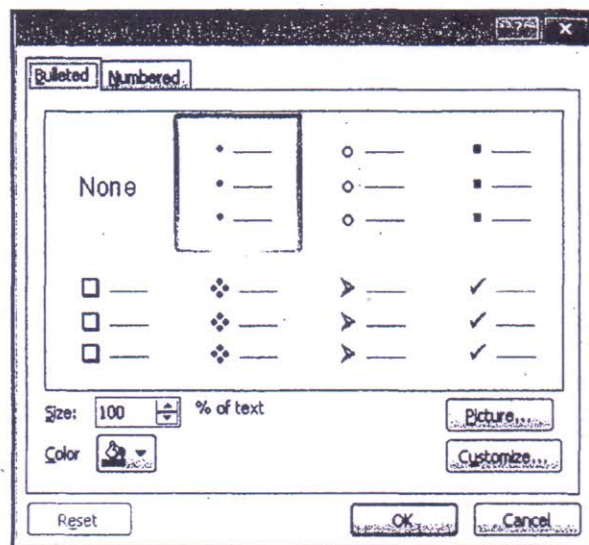 Bulleted Numbered
None
Size: 100 % of text
Picture...
Color
Customize...
Reset OK Cancel